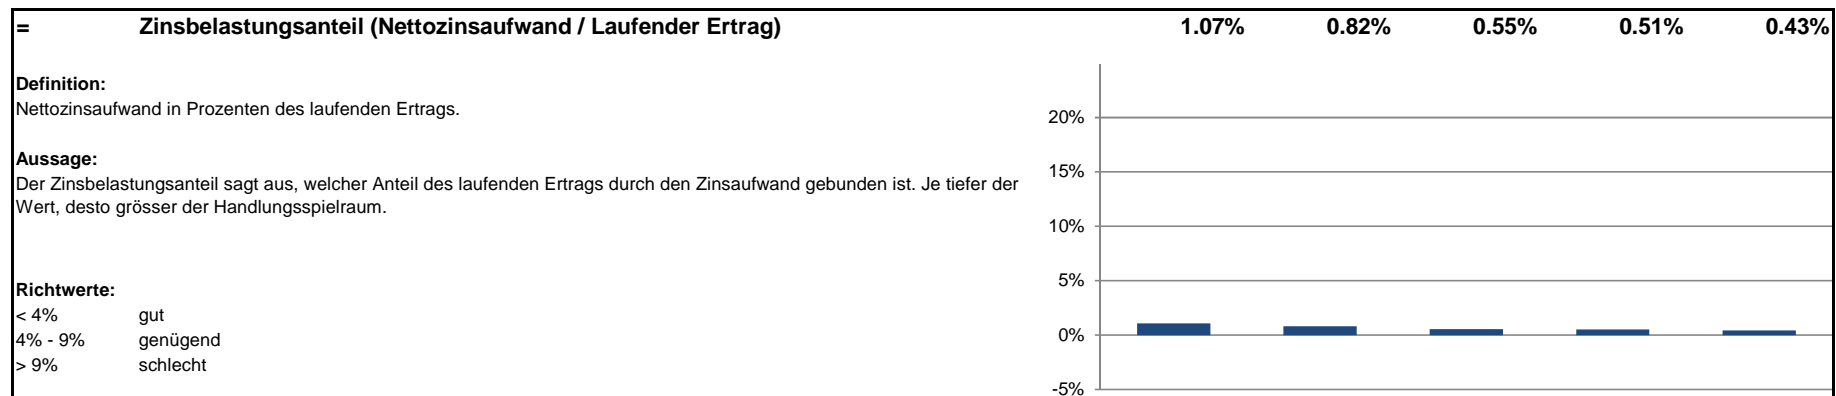 = Zinsbelastungsanteil (Nettozinsaufwand / Laufender Ertrag) 1.07% 0.82% 0.55% 0.51% 0.43%
Definition:
Nettozinsaufwand in Prozenten des laufenden Ertrags.
Aussage:
Der Zinsbelastungsanteil sagt aus, welcher Anteil des laufenden Ertrags durch den Zinsaufwand gebunden ist. Je tiefer der
Wert, desto grösser der Handlungsspielraum.
Richtwerte:
< 4% gut
4% - 9% genügend
> 9% schlecht
20%
15%
10%
5%
0%
-5%